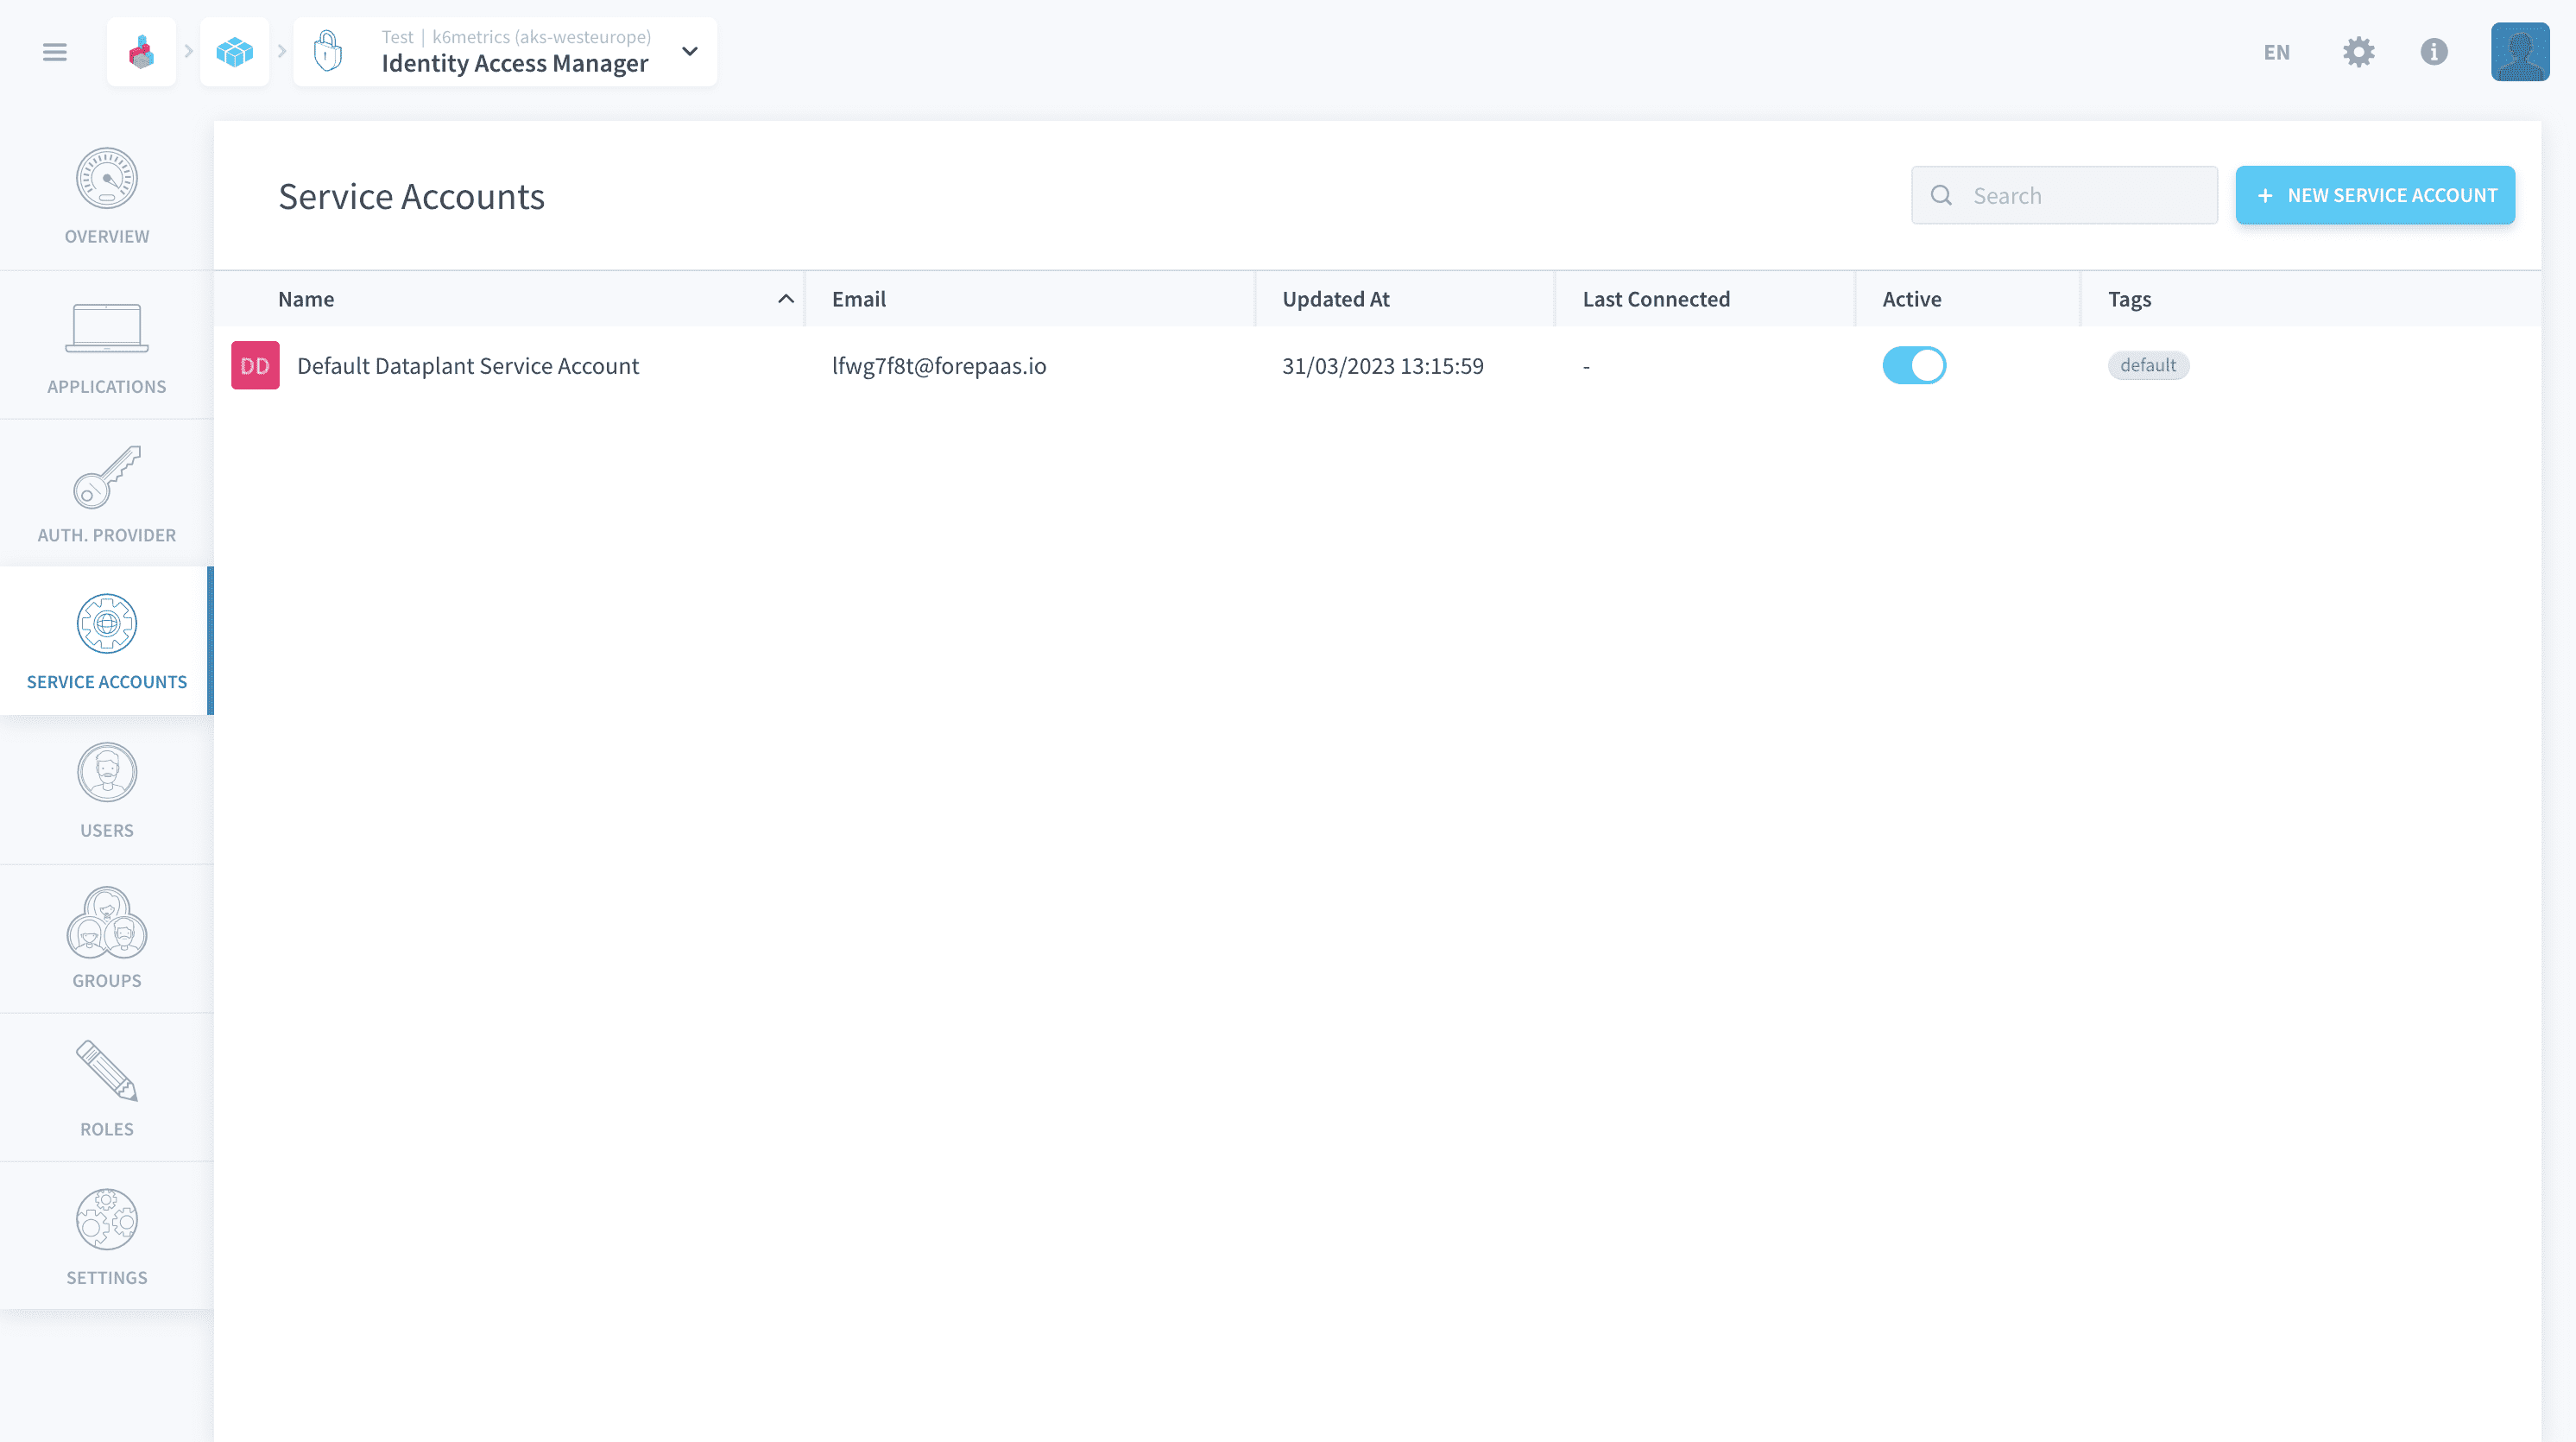 Test | k6metrics (aks-westeurope)
Identity Access Manager
EN
OVERVIEW
APPLICATIONS
AUTH. PROVIDER
SERVICE ACCOUNTS
USERS
GROUPS
ROLES
SETTINGS
Service Accounts
Search
+ NEW SERVICE ACCOUNT
Name Email Updated At Last Connected Active Tags
DD Default Dataplant Service Account lfwg7f8t@forepaas.io 31/03/2023 13:15:59 - default